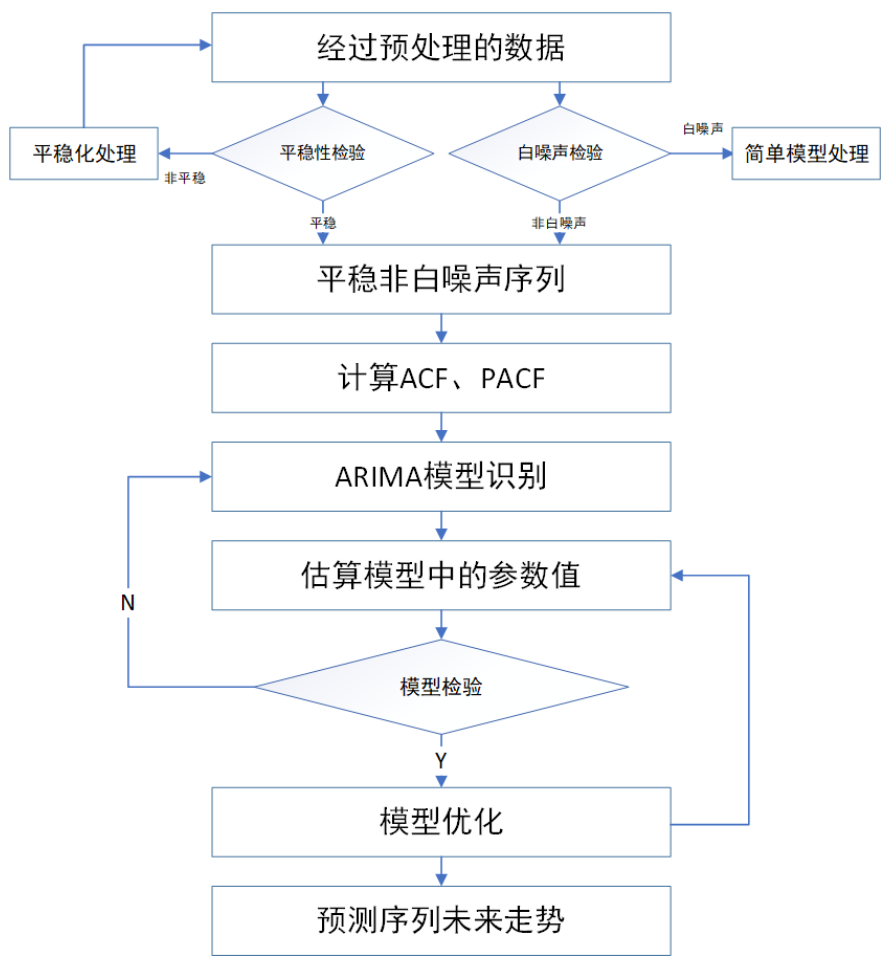 经过预处理的数据
平稳化处理
非平稳
平稳性检验
白噪声检验
白噪声
简单模型处理
平稳
非白噪声
平稳非白噪声序列
计算ACF、PACF
ARIMA模型识别
估算模型中的参数值
N
模型检验
Y
模型优化
预测序列未来走势